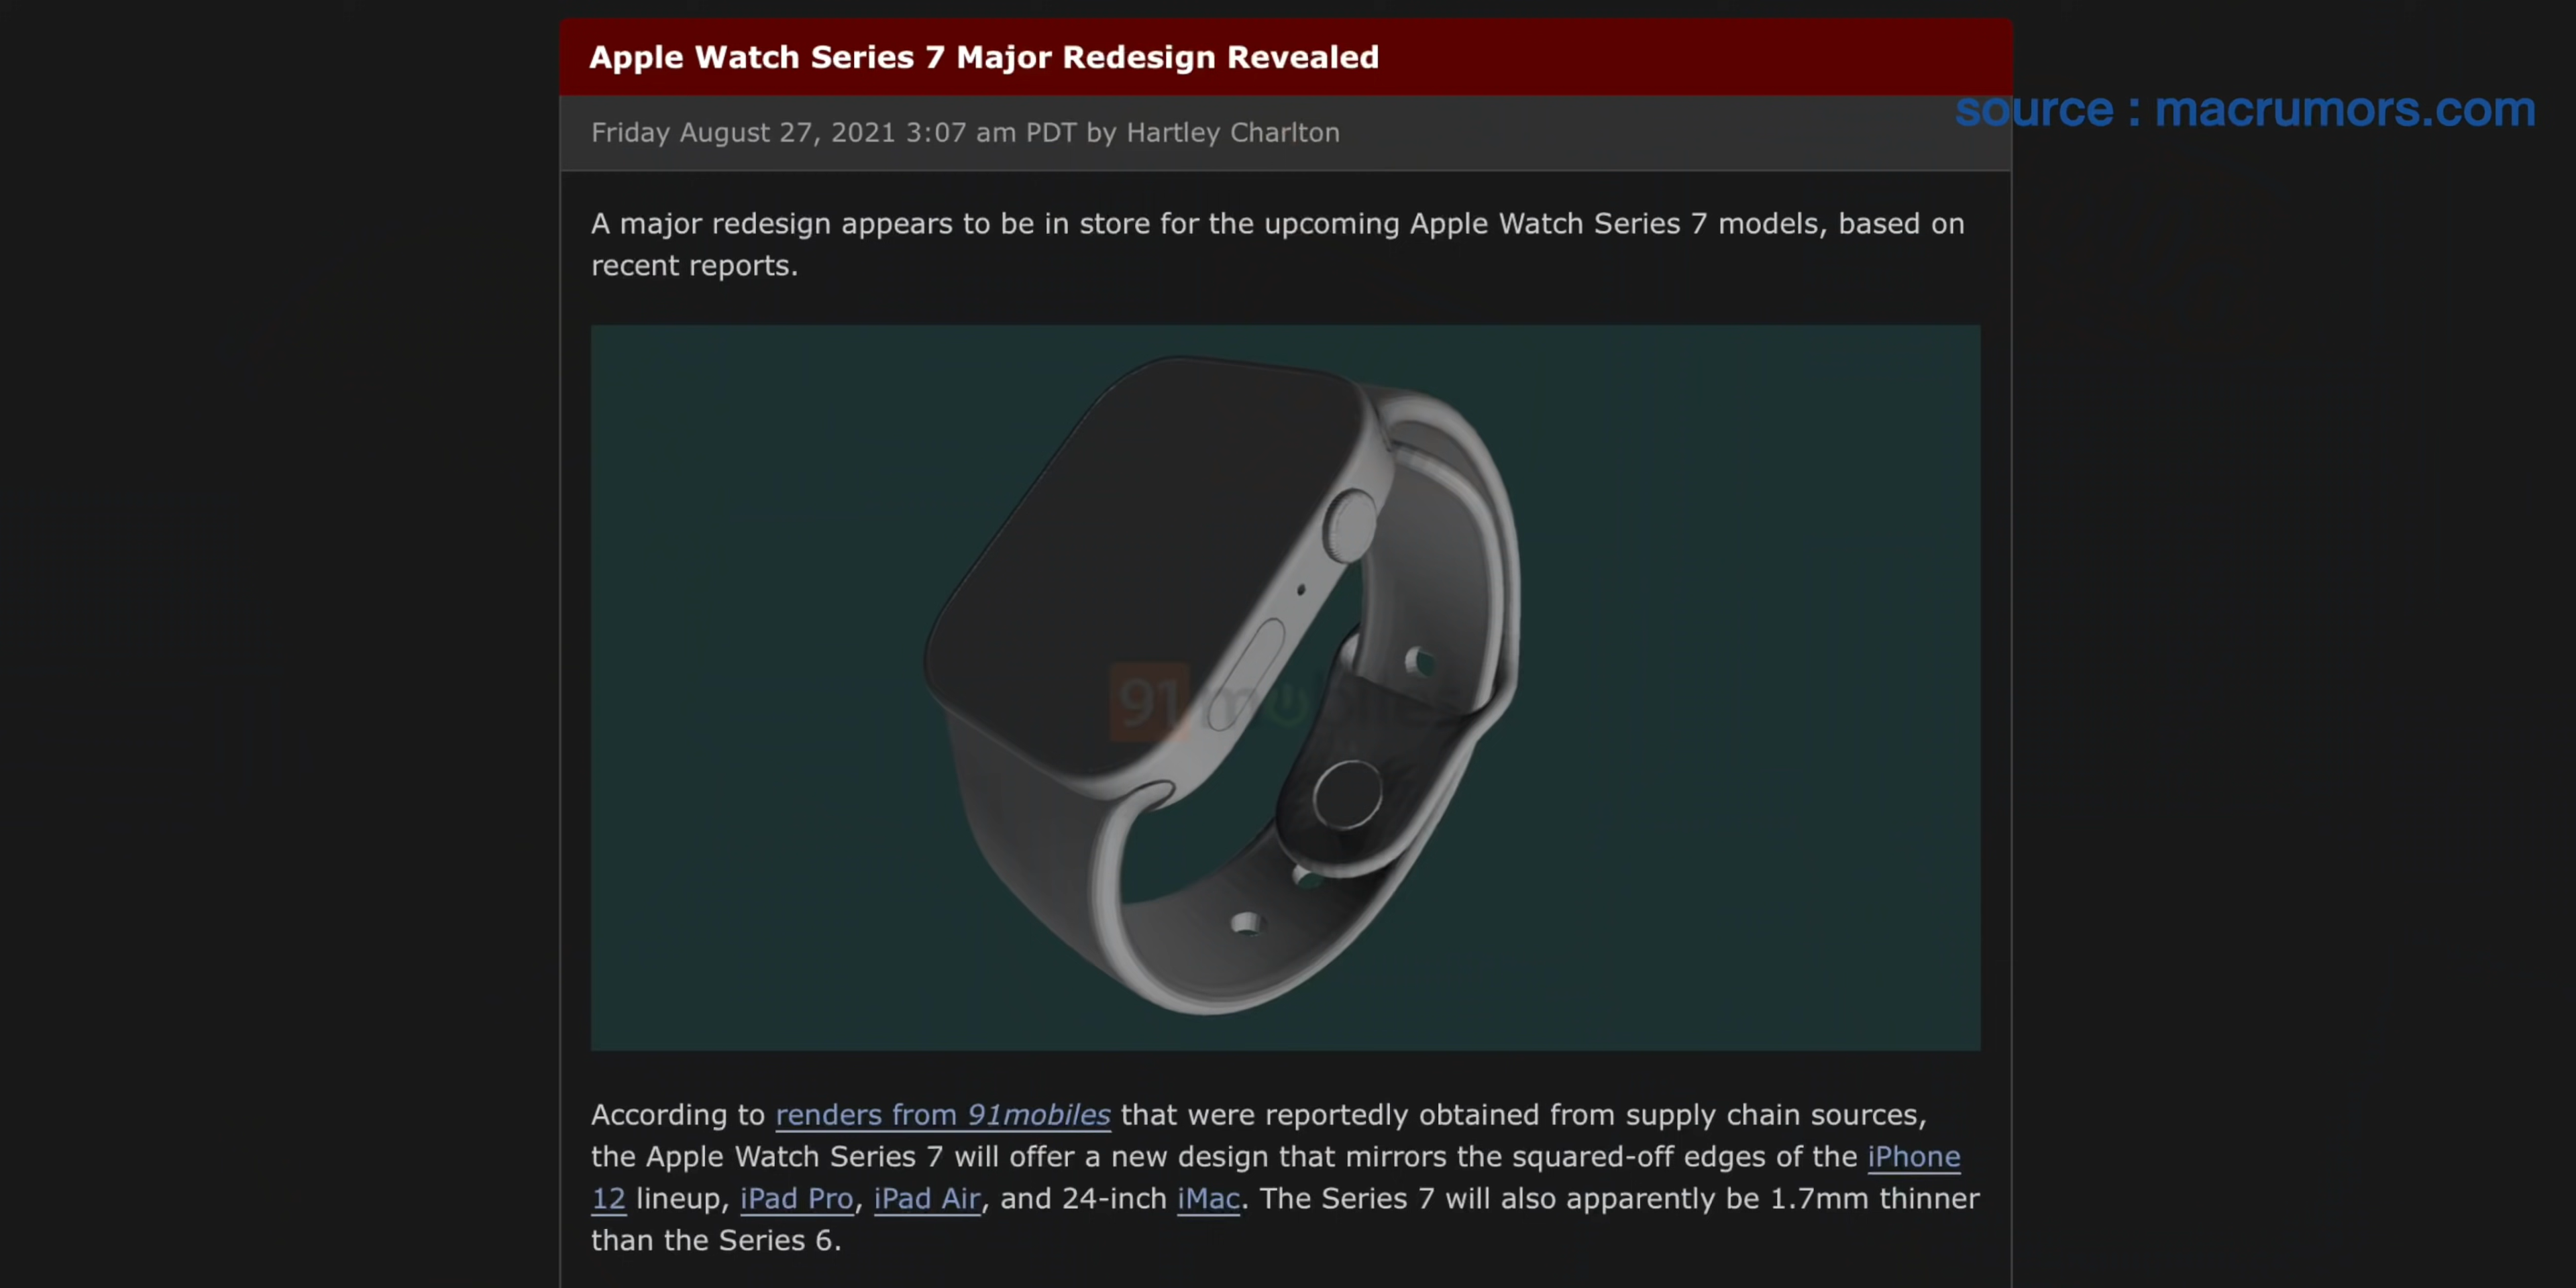 Apple Watch Series 7 Major Redesign Revealed
source : macrumors.com
Friday August 27, 2021 3:07 am PDT by Hartley Charlton
A major redesign appears to be in store for the upcoming Apple Watch Series 7 models, based on
recent reports.
91mobiles
According to renders from 91mobiles that were reportedly obtained from supply chain sources,
the Apple Watch Series 7 will offer a new design that mirrors the squared-off edges of the iPhone
12 lineup, iPad Pro, iPad Air, and 24-inch iMac. The Series 7 will also apparently be 1.7mm thinner
than the Series 6.